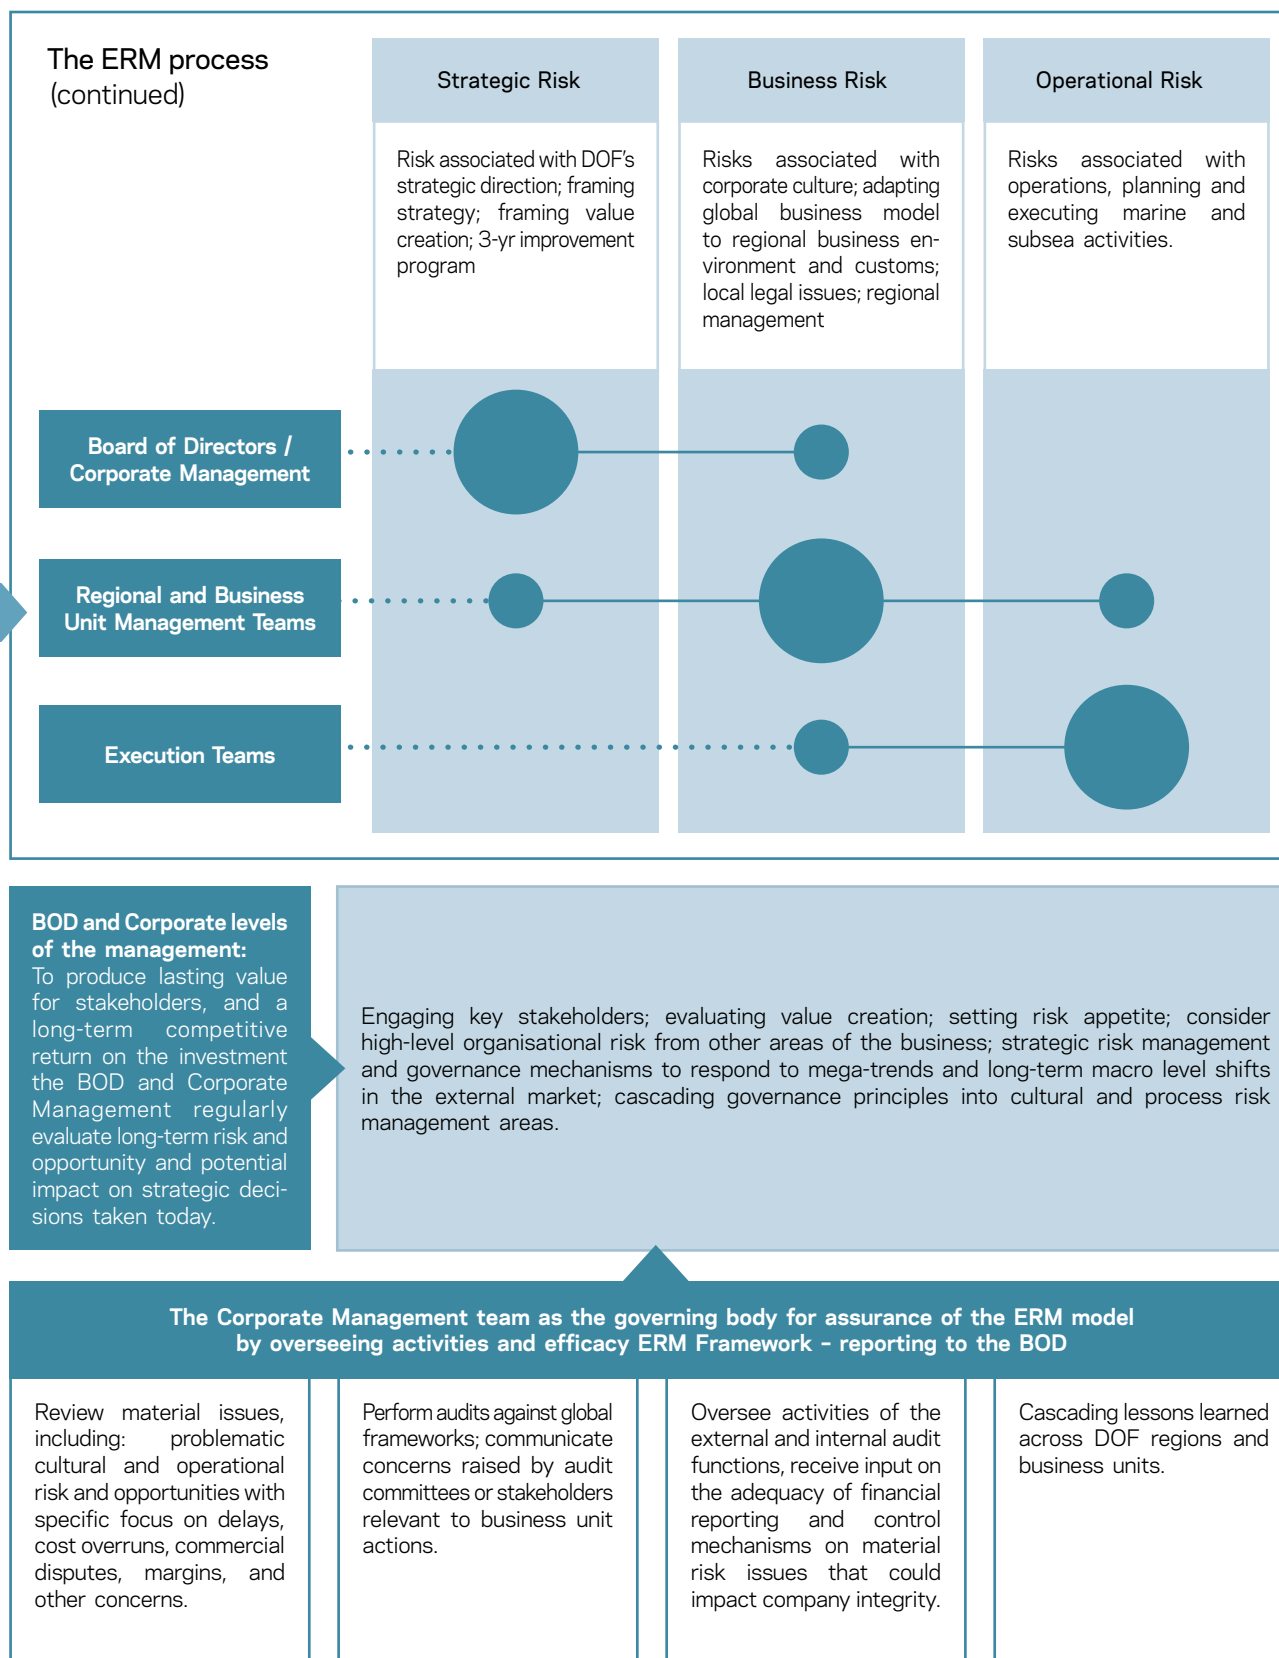 The ERM process
(continued)
Strategic Risk
Business Risk
Operational Risk
Risk associated with DOF's
strategic direction; framing
strategy; framing value
creation; 3-yr improvement
program
Risks associated with
corporate culture; adapting
global business model
to regional business en-
vironment and customs;
local legal issues; regional
management
Risks associated with
operations, planning and
executing marine and
subsea activities.
Board of Directors /
Corporate Management
Regional and Business
Unit Management Teams
Execution Teams
BOD and Corporate levels
of the management:
To produce lasting value
for stakeholders, and a
long-term competitive
return on the investment
the BOD and Corporate
Management regularly
evaluate long-term risk and
opportunity and potential
impact on strategic deci-
sions taken today.
Engaging key stakeholders; evaluating value creation; setting risk appetite; consider
high-level organisational risk from other areas of the business; strategic risk management
and governance mechanisms to respond to mega-trends and long-term macro level shifts
in the external market; cascading governance principles into cultural and process risk
management areas.
The Corporate Management team as the governing body for assurance of the ERM model
by overseeing activities and efficacy ERM Framework – reporting to the BOD
Review material issues,
including: problematic
cultural and operational
risk and opportunities with
specific focus on delays,
cost overruns, commercial
disputes, margins, and
other concerns.
Perform audits against global
frameworks; communicate
concerns raised by audit
committees or stakeholders
relevant to business unit
actions.
Oversee activities of the
external and internal audit
functions, receive input on
the adequacy of financial
reporting and control
mechanisms on material
risk issues that could
impact company integrity.
Cascading lessons learned
across DOF regions and
business units.